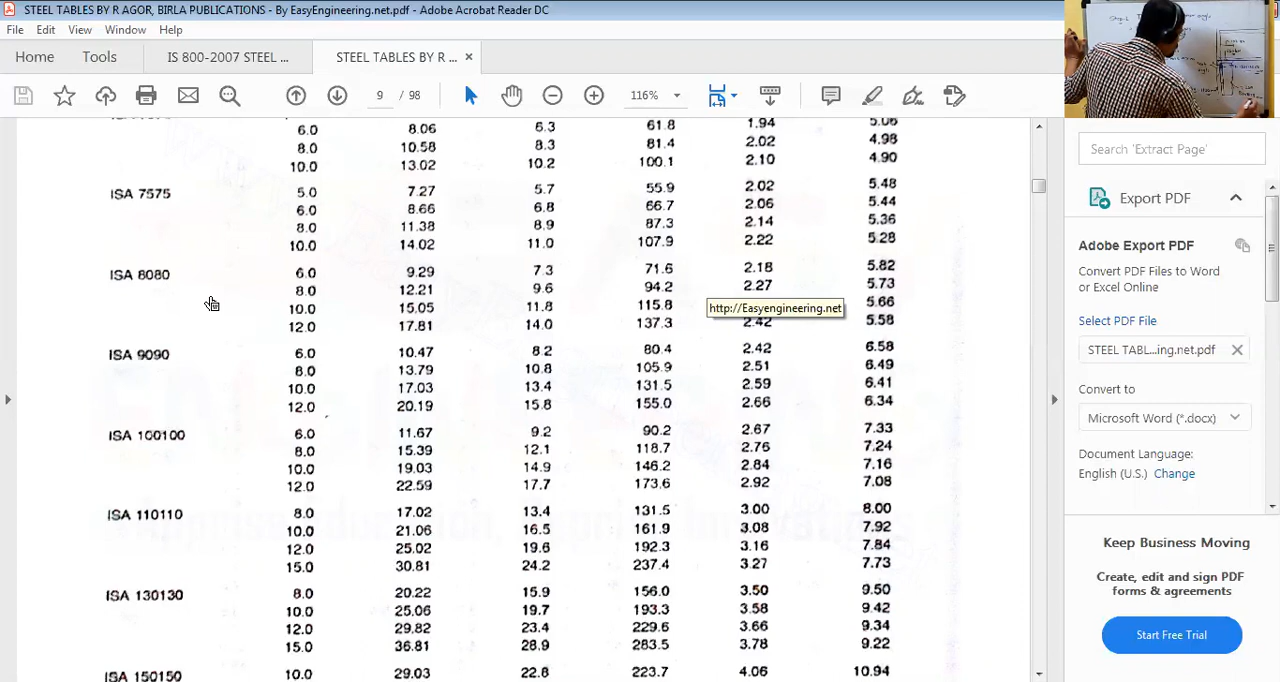 STEEL TABLES BY R AGOR, BIRLA PUBLICATIONS - By EasyEngineering.net.pdf - Adobe Acrobat Reader DC
File Edit View Window Help
Home Tools IS 800-2007 STEEL ... STEEL TABLES BY R ... ×
9 / 98 116%
6.0 8.06 6.3 61.8 1.94 5.06
8.0 10.58 8.3 81.4 2.02 4.98
10.0 13.02 10.2 100.1 2.10 4.90
ISA 7575 5.0 7.27 5.7 55.9 2.02 5.48
6.0 8.66 6.8 66.7 2.06 5.44
8.0 11.38 8.9 87.3 2.14 5.36
10.0 14.02 11.0 107.9 2.22 5.28
ISA 8080 6.0 9.29 7.3 71.6 2.18 5.82
8.0 12.21 9.6 94.2 2.27 5.73
10.0 15.05 11.8 115.8 5.66
http://Easyengineering.net
12.0 17.81 14.0 137.3 2.42 5.58
ISA 9090 6.0 10.47 8.2 80.4 2.42 6.58
8.0 13.79 10.8 105.9 2.51 6.49
10.0 17.03 13.4 131.5 2.59 6.41
12.0 20.19 15.8 155.0 2.66 6.34
ISA 100100 6.0 11.67 9.2 90.2 2.67 7.33
8.0 15.39 12.1 118.7 2.76 7.24
10.0 19.03 14.9 146.2 2.84 7.16
12.0 22.59 17.7 173.6 2.92 7.08
ISA 110110 8.0 17.02 13.4 131.5 3.00 8.00
10.0 21.06 16.5 161.9 3.08 7.92
12.0 25.02 19.6 192.3 3.16 7.84
15.0 30.81 24.2 237.4 3.27 7.73
ISA 130130 8.0 20.22 15.9 156.0 3.50 9.50
10.0 25.06 19.7 193.3 3.58 9.42
12.0 29.82 23.4 229.6 3.66 9.34
15.0 36.81 28.9 283.5 3.78 9.22
ISA 150150 10.0 29.03 22.8 223.7 4.06 10.94
Search 'Extract Page'
Export PDF
Adobe Export PDF
Convert PDF Files to Word
or Excel Online
Select PDF File
STEEL TABL...ing.net.pdf ×
Convert to
Microsoft Word (*.docx)
Document Language:
English (U.S.) Change
Keep Business Moving
Create, edit and sign PDF
forms & agreements
Start Free Trial